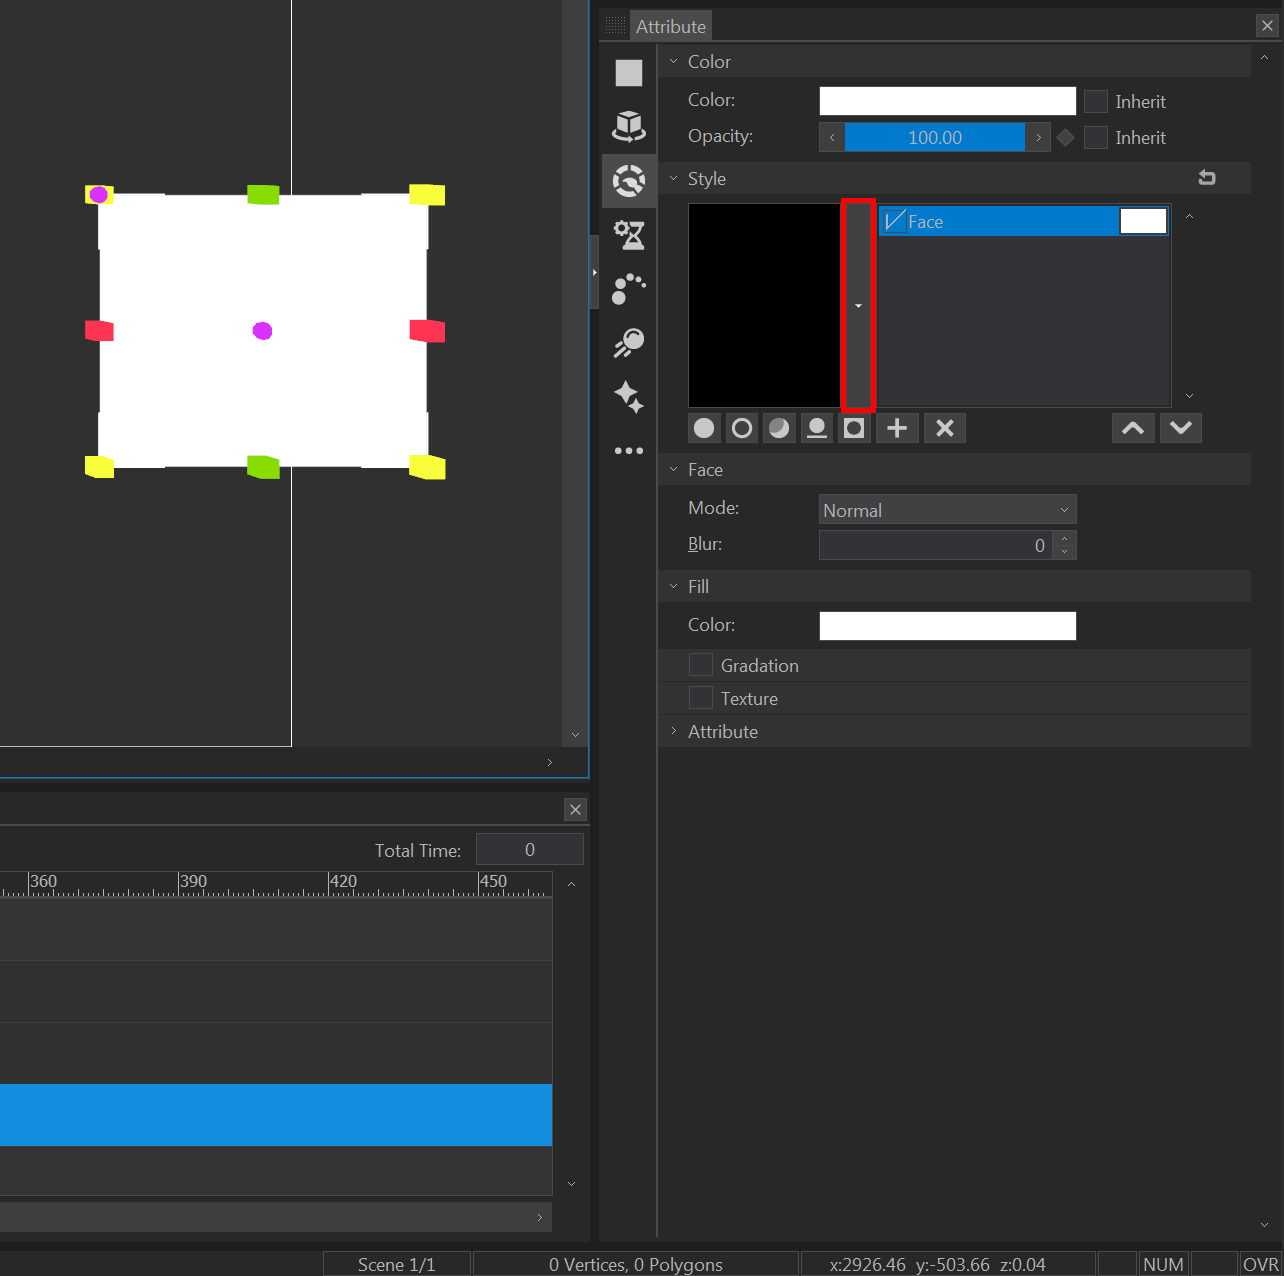 Attribute
Color
Color:
Inherit
Opacity:
100.00
Inherit
Style
Face
Face
Mode:
Normal
Blur:
0
Fill
Color:
Gradation
Texture
Attribute
Total Time:
0
360
390
420
450
Scene 1/1
0 Vertices, 0 Polygons
x:2926.46 y:-503.66 z:0.04
NUM
OVR